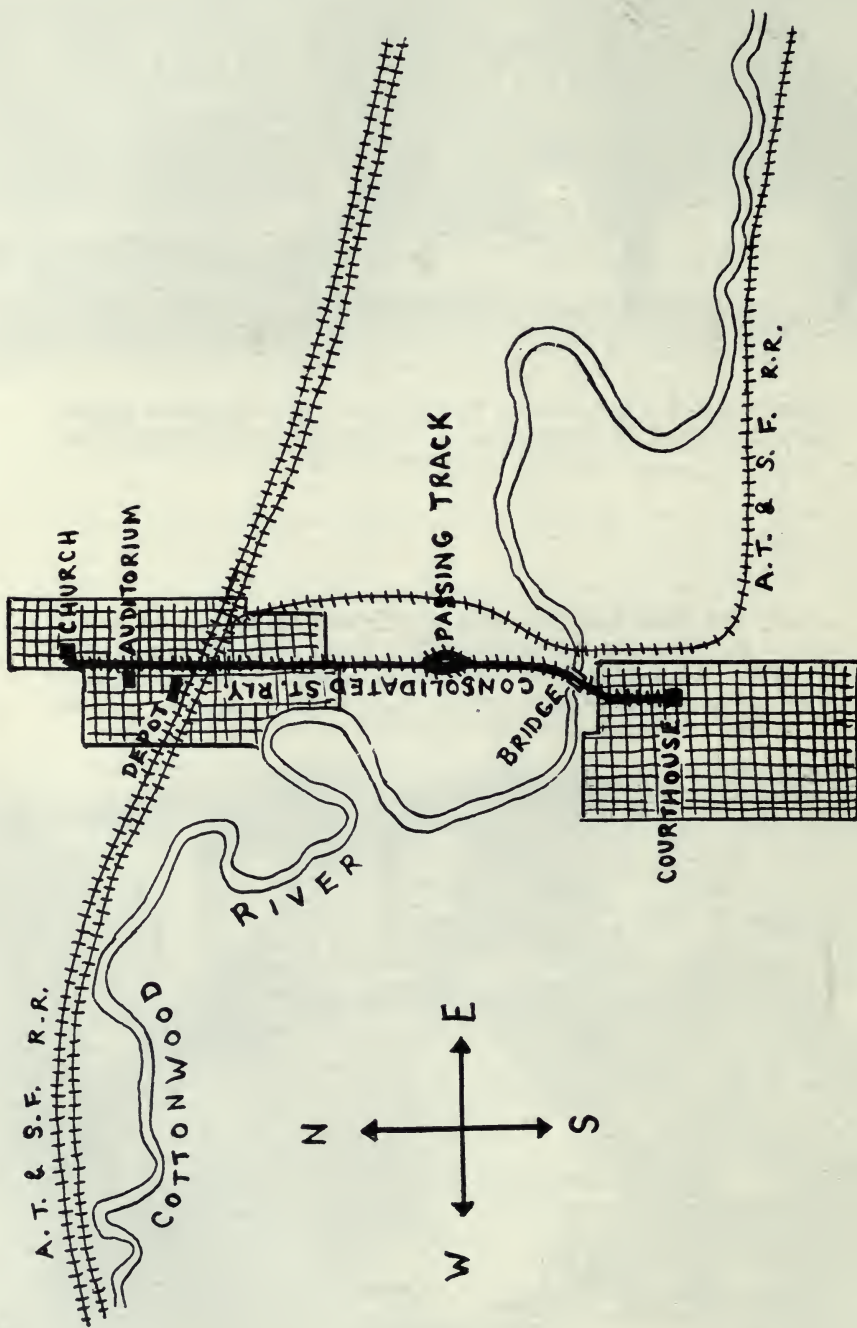 CHURCH
AUDITORIUM
DEPOT
A.T. & S.F. R.R.
CONSOLIDATED ST. RLY
PASSING TRACK
COTTONWOOD
RIVER
BRIDGE
COURTHOUSE
A.T. & S.F. R.R.
N
W
E
S